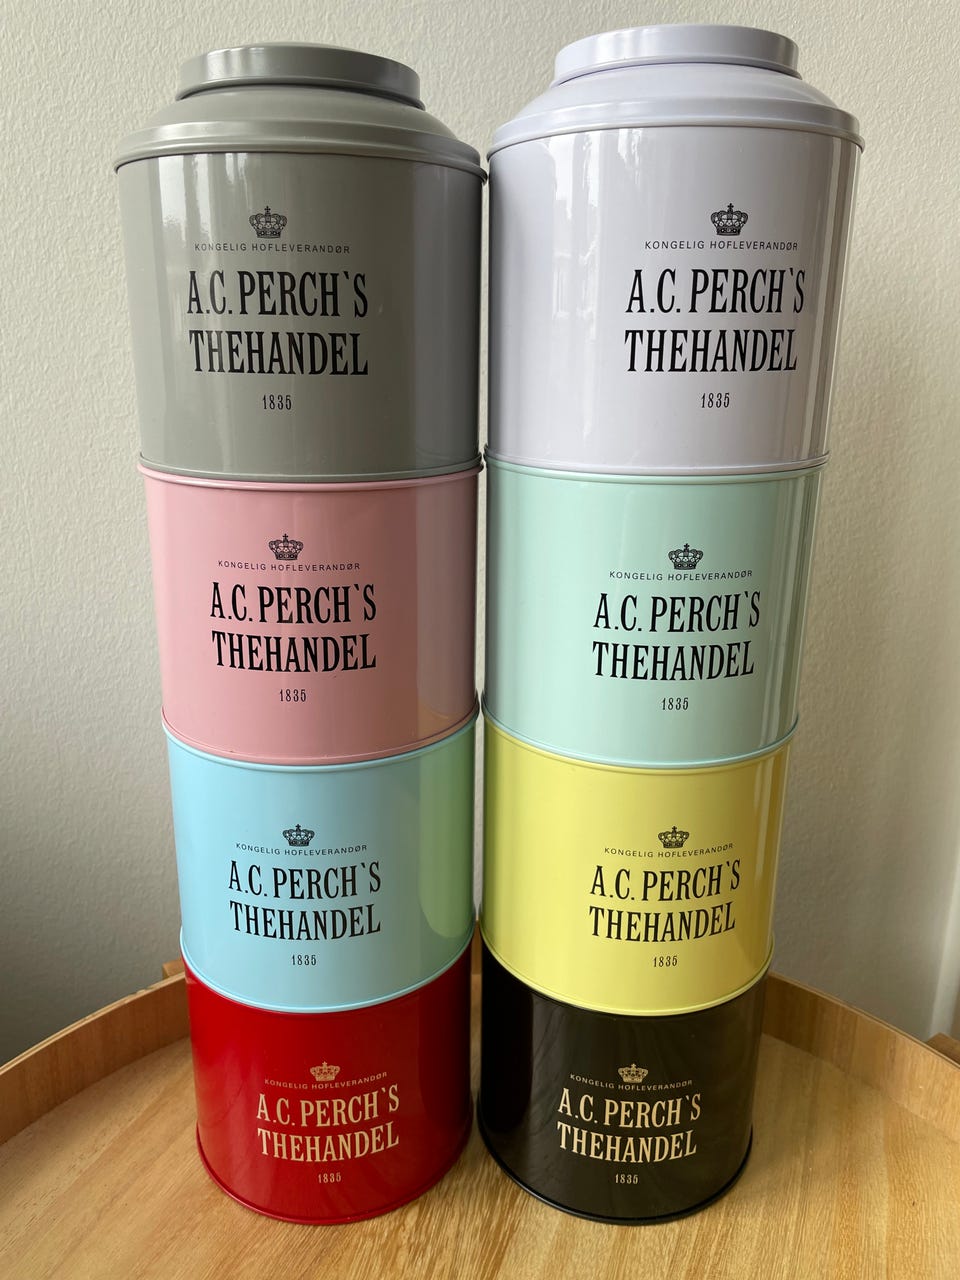 KONGELIG HOFLEVERANDØR
A.C. PERCH`S
THEHANDEL
1835
KONGELIG HOFLEVERANDØR
A.C. PERCH`S
THEHANDEL
1835
KONGELIG HOFLEVERANDØR
A.C. PERCH`S
THEHANDEL
1835
KONGELIG HOFLEVERANDØR
A.C. PERCH`S
THEHANDEL
1835
KONGELIG HOFLEVERANDØR
A.C. PERCH`S
THEHANDEL
1835
KONGELIG HOFLEVERANDØR
A.C. PERCH`S
THEHANDEL
1835
KONGELIG HOFLEVERANDØR
A.C. PERCH`S
THEHANDEL
1835
KONGELIG HOFLEVERANDØR
A.C. PERCH`S
THEHANDEL
1835